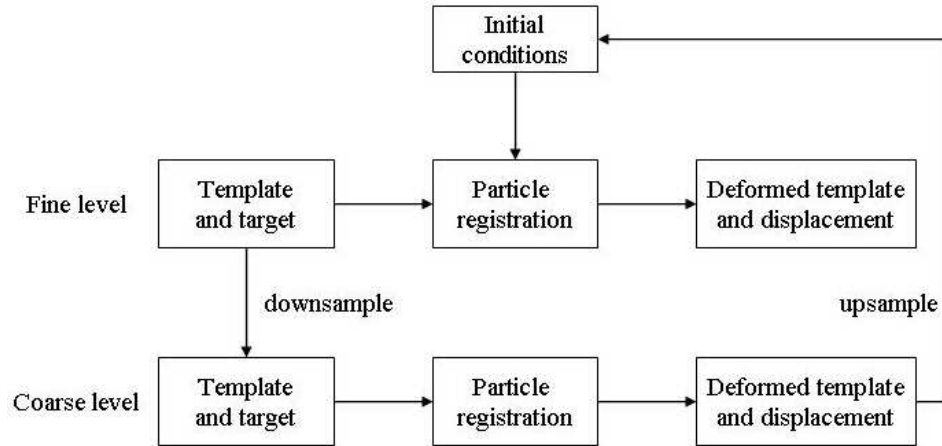 Initial
conditions
Fine level
Template
and target
Particle
registration
Deformed template
and displacement
downsample
upsample
Coarse level
Template
and target
Particle
registration
Deformed template
and displacement